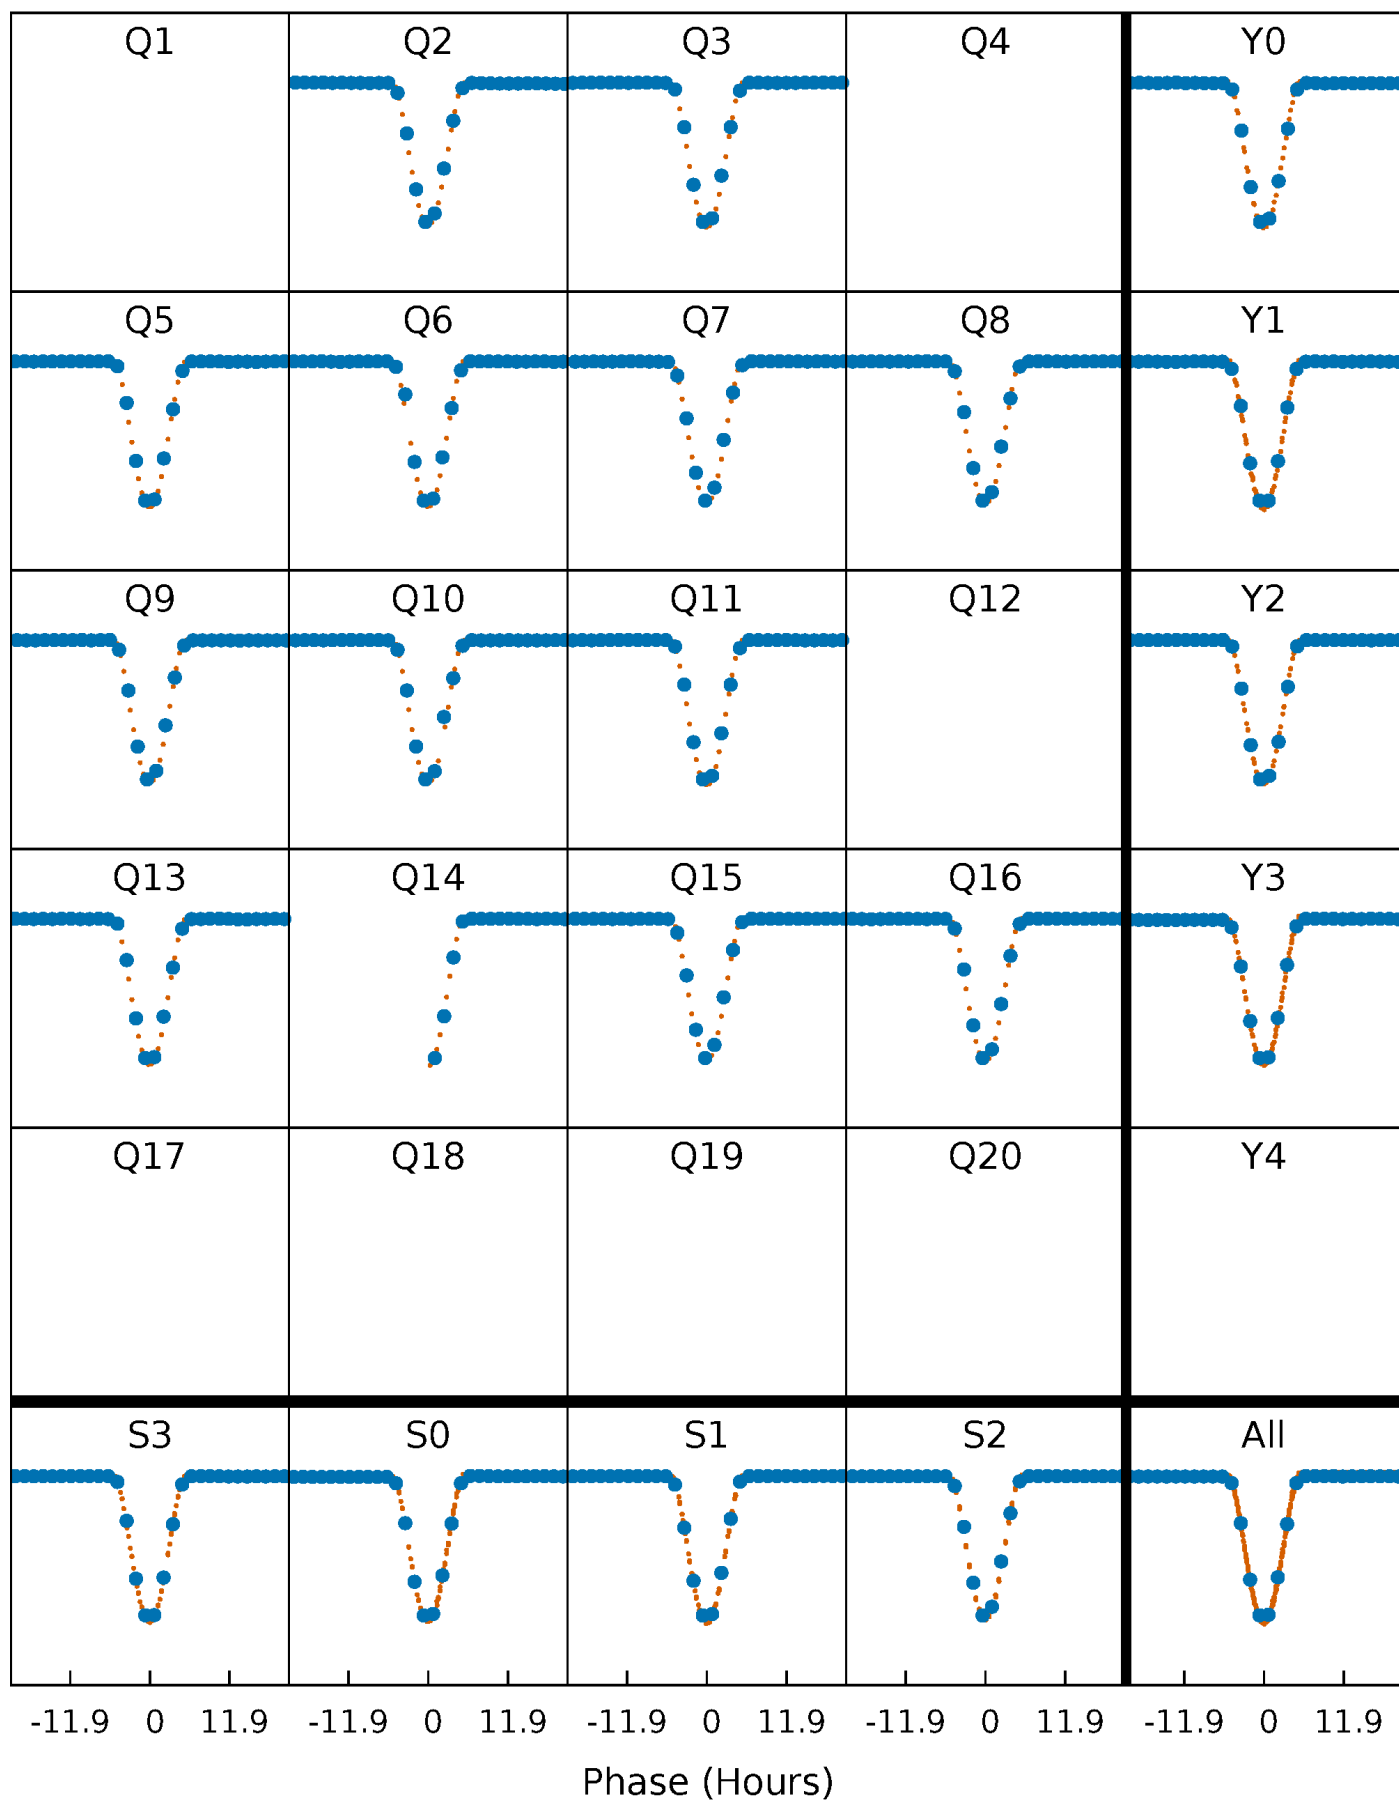 Q1 Q2 Q3 Q4 Y0
Q5 Q6 Q7 Q8 Y1
Q9 Q10 Q11 Q12 Y2
Q13 Q14 Q15 Q16 Y3
Q17 Q18 Q19 Q20 Y4
S3 S0 S1 S2 All
-11.9 0 11.9 -11.9 0 11.9 -11.9 0 11.9 -11.9 0 11.9 -11.9 0 11.9
Phase (Hours)